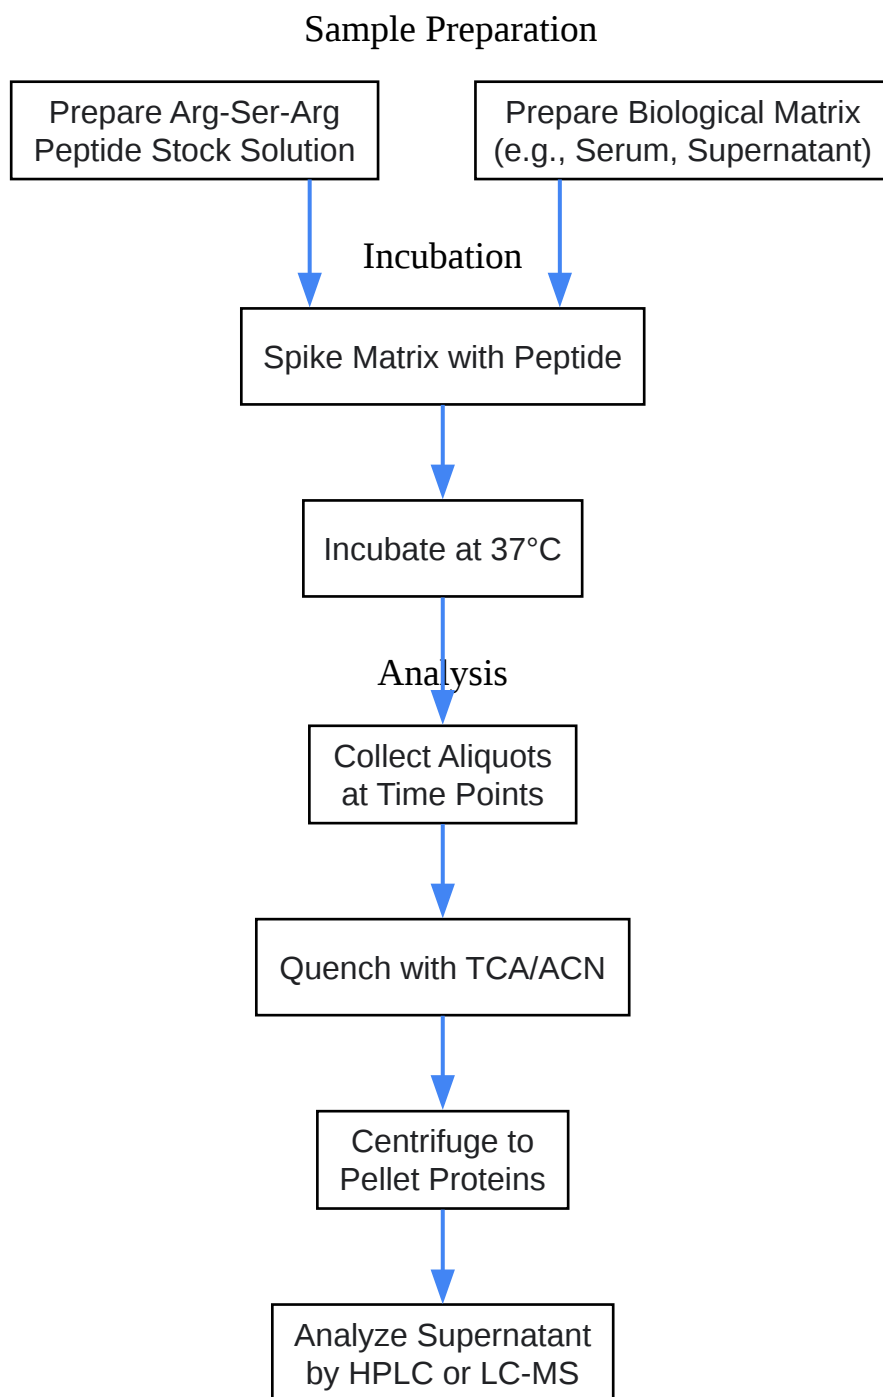 Sample Preparation
Prepare Arg-Ser-Arg
Peptide Stock Solution
Prepare Biological Matrix
(e.g., Serum, Supernatant)
Incubation
Spike Matrix with Peptide
Incubate at 37°C
Analysis
Collect Aliquots
at Time Points
Quench with TCA/ACN
Centrifuge to
Pellet Proteins
Analyze Supernatant
by HPLC or LC-MS